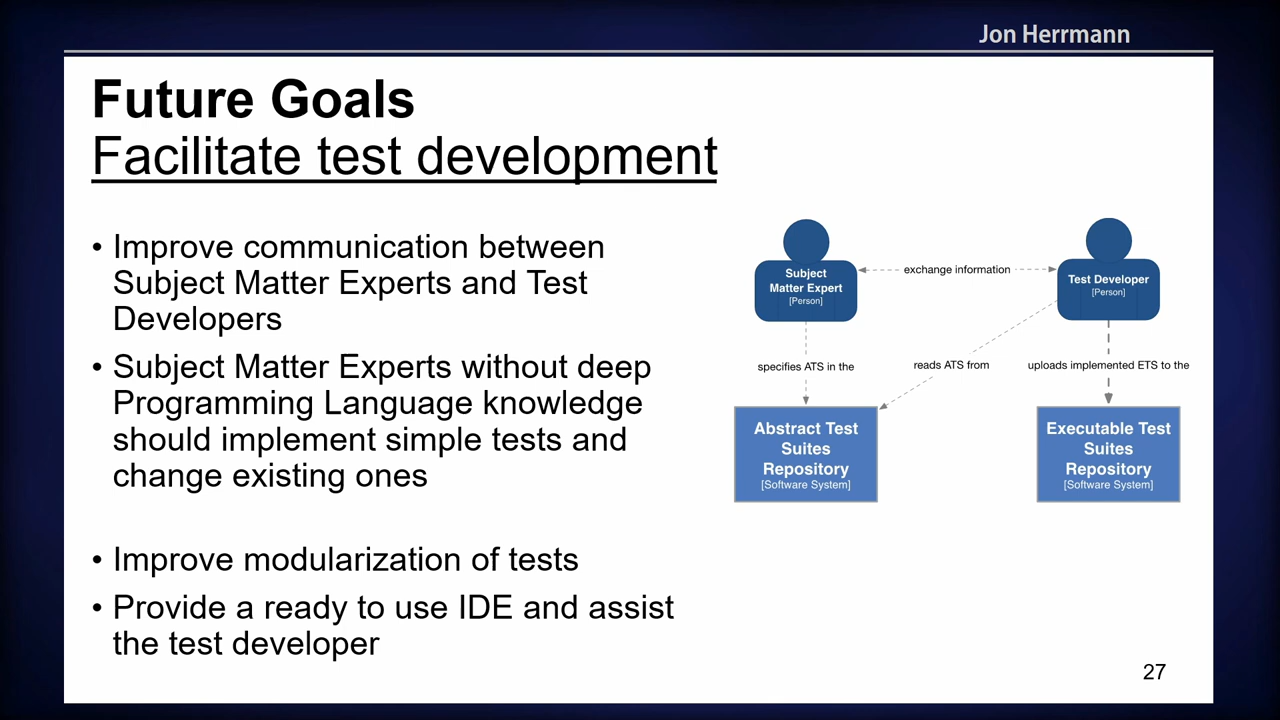 Jon Herrmann
Future Goals
Facilitate test development
• Improve communication between
Subject Matter Experts and Test
Developers
• Subject Matter Experts without deep
Programming Language knowledge
should implement simple tests and
change existing ones
• Improve modularization of tests
• Provide a ready to use IDE and assist
the test developer
Subject
Matter Expert
[Person]
exchange information
Test Developer
[Person]
specifies ATS in the
reads ATS from
uploads implemented ETS to the
Abstract Test
Suites
Repository
[Software System]
Executable Test
Suites
Repository
[Software System]
27